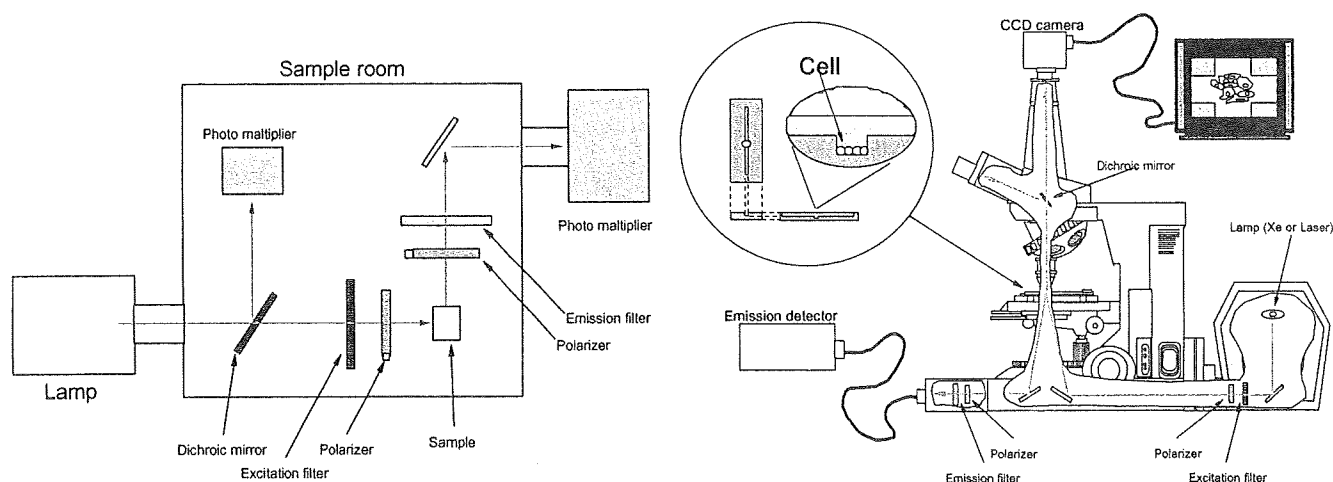 Sample room
Photo maltiplier
Photo maltiplier
Emission filter
Polarizer
Lamp
Sample
Dichroic mirror
Polarizer
Excitation filter
CCD camera
Cell
Dichroic mirror
Lamp (Xe or Laser)
Emission detector
Polarizer
Polarizer
Emission filter
Excitation filter